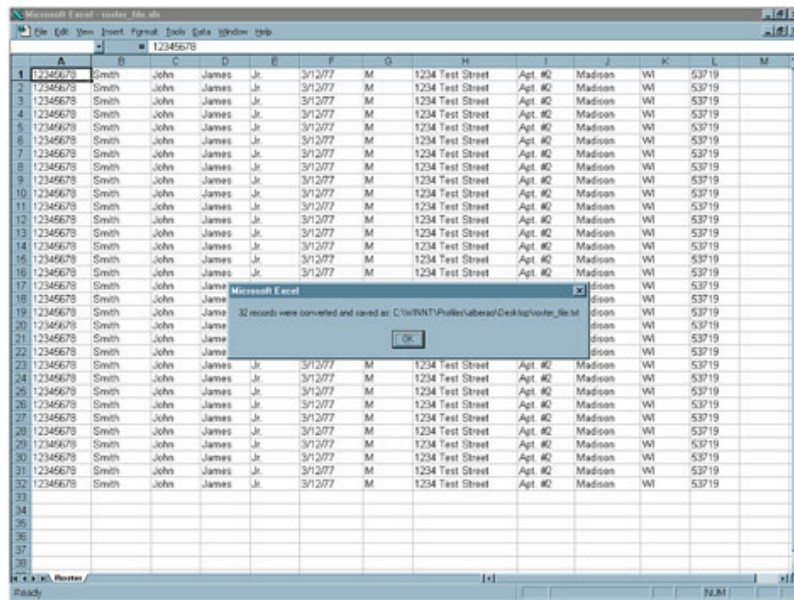 Microsoft Excel - roster_file.xls
File Edit View Insert Format Tools Data Window Help
= 12345678
A B C D E F G H I J K L M
1 12345678 Smith John James Jr. 3/12/77 M 1234 Test Street Apt. #2 Madison WI 53719
2 12345678 Smith John James Jr. 3/12/77 M 1234 Test Street Apt. #2 Madison WI 53719
3 12345678 Smith John James Jr. 3/12/77 M 1234 Test Street Apt. #2 Madison WI 53719
4 12345678 Smith John James Jr. 3/12/77 M 1234 Test Street Apt. #2 Madison WI 53719
5 12345678 Smith John James Jr. 3/12/77 M 1234 Test Street Apt. #2 Madison WI 53719
6 12345678 Smith John James Jr. 3/12/77 M 1234 Test Street Apt. #2 Madison WI 53719
7 12345678 Smith John James Jr. 3/12/77 M 1234 Test Street Apt. #2 Madison WI 53719
8 12345678 Smith John James Jr. 3/12/77 M 1234 Test Street Apt. #2 Madison WI 53719
9 12345678 Smith John James Jr. 3/12/77 M 1234 Test Street Apt. #2 Madison WI 53719
10 12345678 Smith John James Jr. 3/12/77 M 1234 Test Street Apt. #2 Madison WI 53719
11 12345678 Smith John James Jr. 3/12/77 M 1234 Test Street Apt. #2 Madison WI 53719
12 12345678 Smith John James Jr. 3/12/77 M 1234 Test Street Apt. #2 Madison WI 53719
13 12345678 Smith John James Jr. 3/12/77 M 1234 Test Street Apt. #2 Madison WI 53719
14 12345678 Smith John James Jr. 3/12/77 M 1234 Test Street Apt. #2 Madison WI 53719
15 12345678 Smith John James Jr. 3/12/77 M 1234 Test Street Apt. #2 Madison WI 53719
16 12345678 Smith John James Jr. 3/12/77 M 1234 Test Street Apt. #2 Madison WI 53719
17 12345678 Smith John Jame dison WI 53719
18 12345678 Smith John Jame dison WI 53719
19 12345678 Smith John Jame dison WI 53719
20 12345678 Smith John Jame dison WI 53719
21 12345678 Smith John Jame dison WI 53719
22 12345678 Smith John Jame dison WI 53719
Microsoft Excel
32 records were converted and saved as: C:\WINNT\Profiles\alberao\Desktop\roster_file.txt
OK
23 12345678 Smith John James Jr. 3/12/77 M 1234 Test Street Apt. #2 Madison WI 53719
24 12345678 Smith John James Jr. 3/12/77 M 1234 Test Street Apt. #2 Madison WI 53719
25 12345678 Smith John James Jr. 3/12/77 M 1234 Test Street Apt. #2 Madison WI 53719
26 12345678 Smith John James Jr. 3/12/77 M 1234 Test Street Apt. #2 Madison WI 53719
27 12345678 Smith John James Jr. 3/12/77 M 1234 Test Street Apt. #2 Madison WI 53719
28 12345678 Smith John James Jr. 3/12/77 M 1234 Test Street Apt. #2 Madison WI 53719
29 12345678 Smith John James Jr. 3/12/77 M 1234 Test Street Apt. #2 Madison WI 53719
30 12345678 Smith John James Jr. 3/12/77 M 1234 Test Street Apt. #2 Madison WI 53719
31 12345678 Smith John James Jr. 3/12/77 M 1234 Test Street Apt. #2 Madison WI 53719
32 12345678 Smith John James Jr. 3/12/77 M 1234 Test Street Apt. #2 Madison WI 53719
33
34
35
36
37
38
Roster
Ready NUM